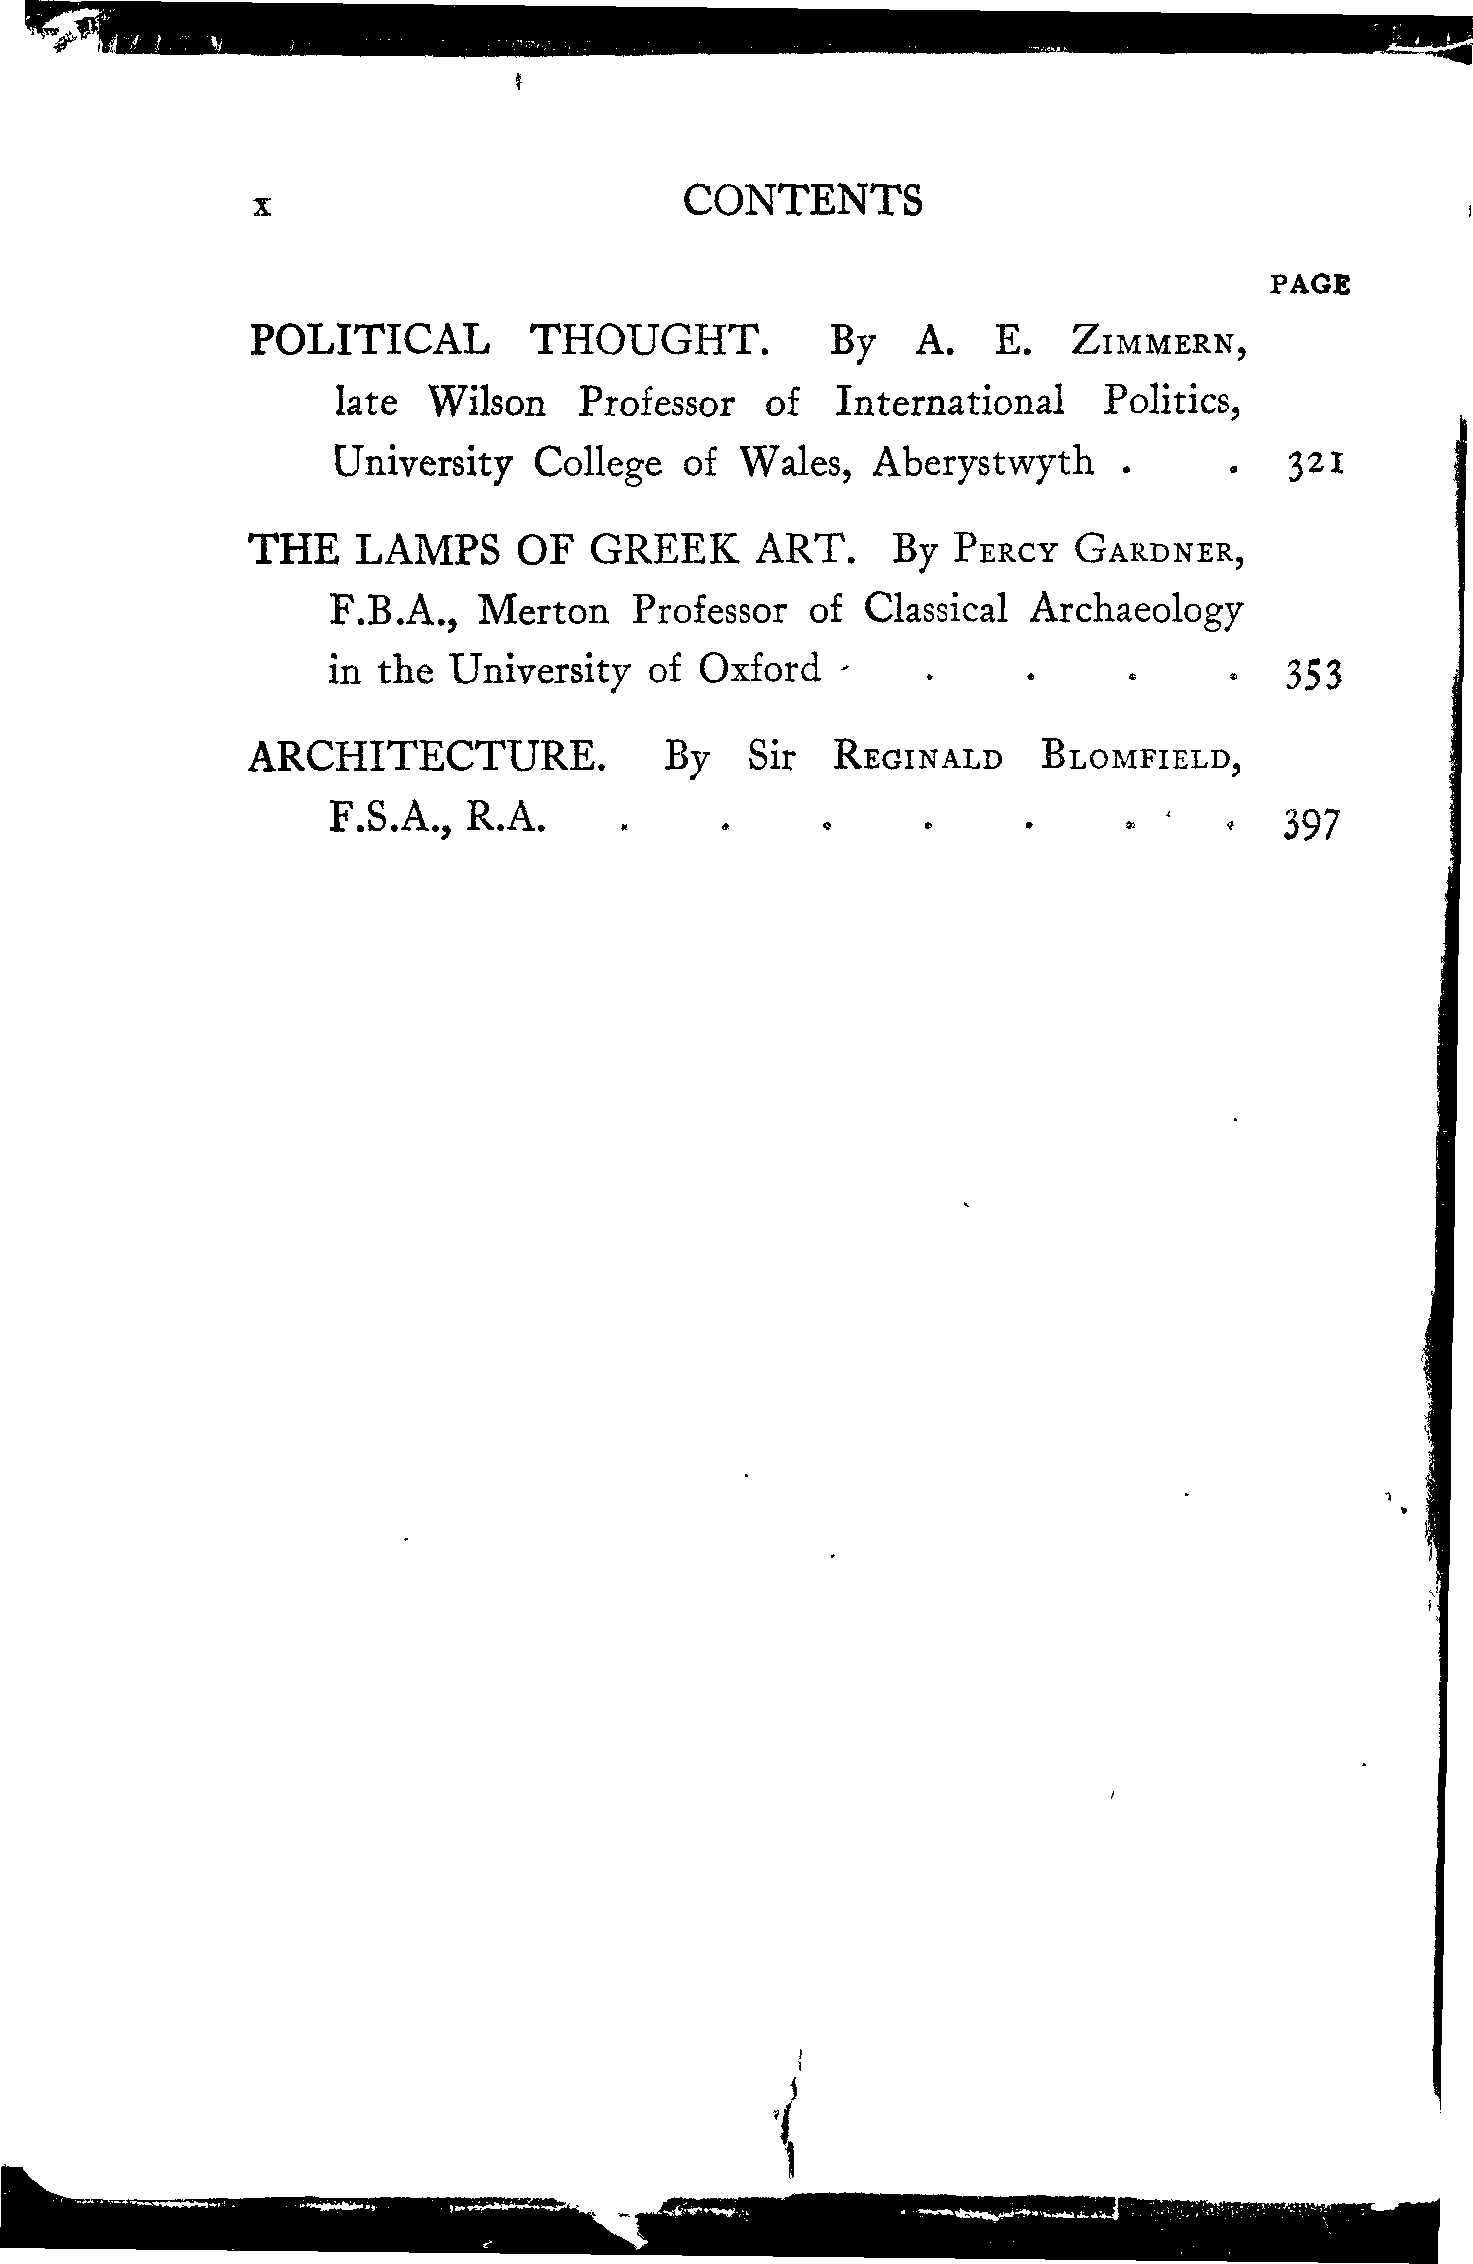 x CONTENTS
PAGE
POLITICAL THOUGHT. By A. E. ZIMMERN,
late Wilson Professor of International Politics,
University College of Wales, Aberystwyth . . 321
THE LAMPS OF GREEK ART. By PERCY GARDNER,
F.B.A., Merton Professor of Classical Archaeology
in the University of Oxford . . . . . 353
ARCHITECTURE. By Sir REGINALD BLOMFIELD,
F.S.A., R.A. . . . . . . . 397